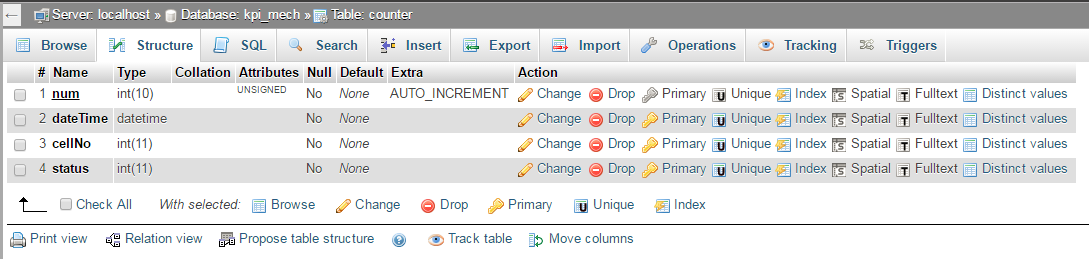 ← Server: localhost » Database: kpi_mech » Table: counter
Browse Structure SQL Search Insert Export Import Operations Tracking Triggers
# Name Type Collation Attributes Null Default Extra Action
1 num int(10) UNSIGNED No None AUTO_INCREMENT Change Drop Primary Unique Index Spatial Fulltext Distinct values
2 dateTime datetime No None Change Drop Primary Unique Index Spatial Fulltext Distinct values
3 cellNo int(11) No None Change Drop Primary Unique Index Spatial Fulltext Distinct values
4 status int(11) No None Change Drop Primary Unique Index Spatial Fulltext Distinct values
Check All With selected: Browse Change Drop Primary Unique Index
Print view Relation view Propose table structure Track table Move columns